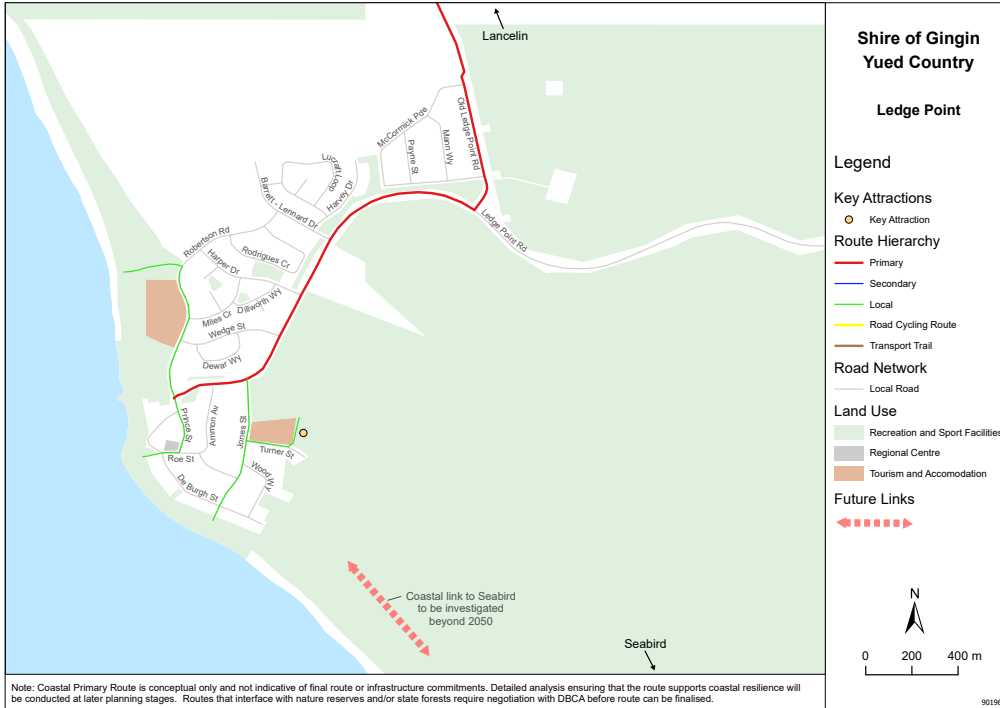 Lancelin
McCormick Pde
Old Ledge Point Rd
Mann Wy
Payne St
Lucraft Loop
Harvey Dr
Barrett - Lennard Dr
Ledge Point Rd
Robertson Rd
Rodrigues Cr
Harper Dr
Dillworth Wy
Miles Cr
Wedge St
Dewar Wy
Prince St
Ammon Av
Jones St
Turner St
Roe St
Wood Wy
De Burgh St
Coastal link to Seabird
to be investigated
beyond 2050
Seabird
Shire of Gingin
Yued Country
Ledge Point
Legend
Key Attractions
Key Attraction
Route Hierarchy
Primary
Secondary
Local
Road Cycling Route
Transport Trail
Road Network
Local Road
Land Use
Recreation and Sport Facilities
Regional Centre
Tourism and Accomodation
Future Links
N
0 200 400 m
Note: Coastal Primary Route is conceptual only and not indicative of final route or infrastructure commitments. Detailed analysis ensuring that the route supports coastal resilience will
be conducted at later planning stages. Routes that interface with nature reserves and/or state forests require negotiation with DBCA before route can be finalised.